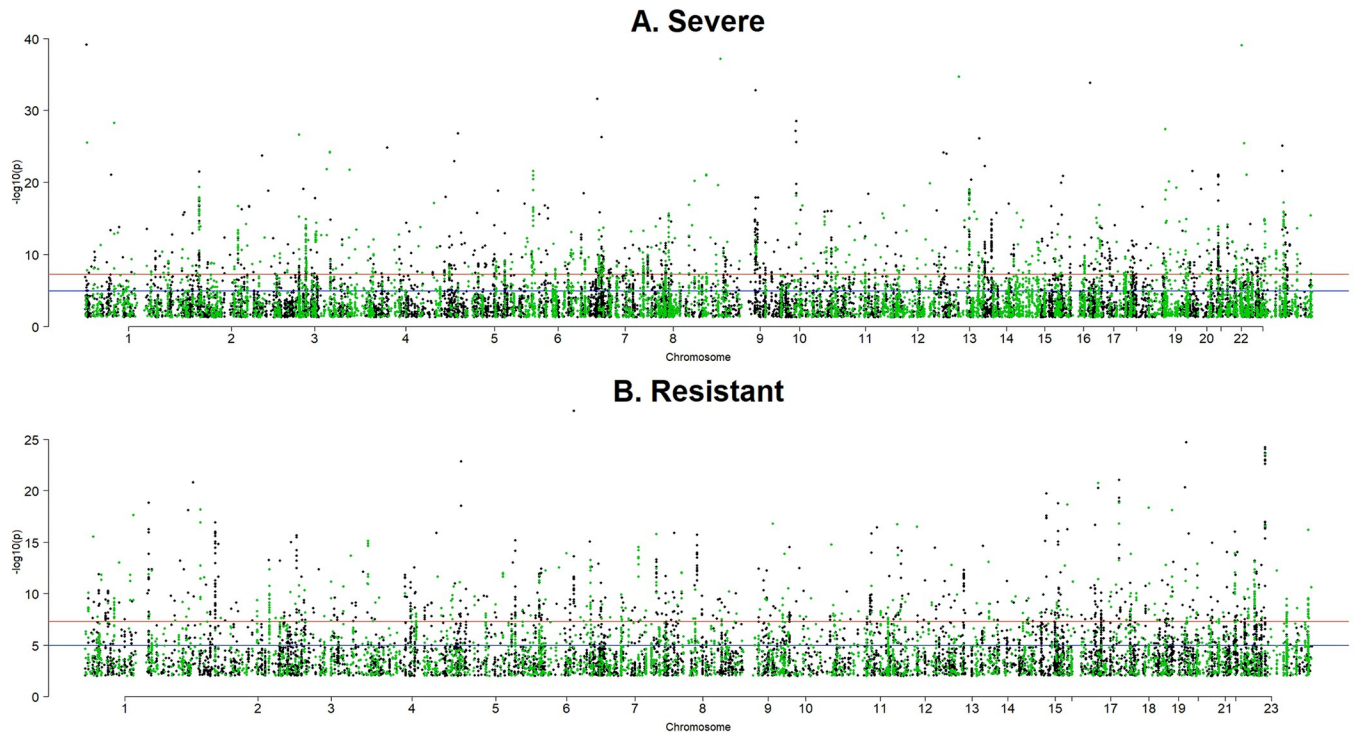 A. Severe
40
30
20
10
0
-log10(p)
1 2 3 4 5 6 7 8 9 10 11 12 13 14 15 16 17 19 20 22
Chromosome
B. Resistant
25
20
15
10
5
0
-log10(p)
1 2 3 4 5 6 7 8 9 10 11 12 13 14 15 16 17 18 19 21 23
Chromosome